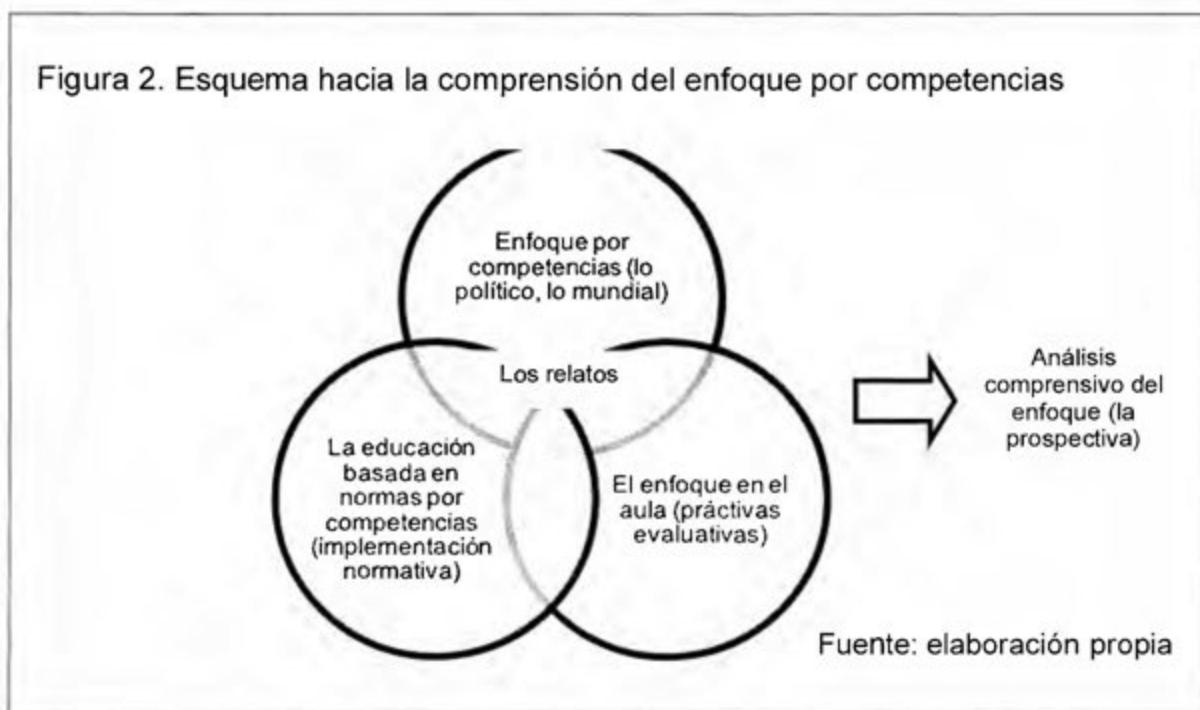 Figura 2. Esquema hacia la comprensión del enfoque por competencias
Enfoque por
competencias (lo
político, lo mundial)
Los relatos
La educación
basada en
normas por
competencias
(implementación
normativa)
El enfoque en el
aula (práctivas
evaluativas)
Análisis
comprensivo del
enfoque (la
prospectiva)
Fuente: elaboración propia